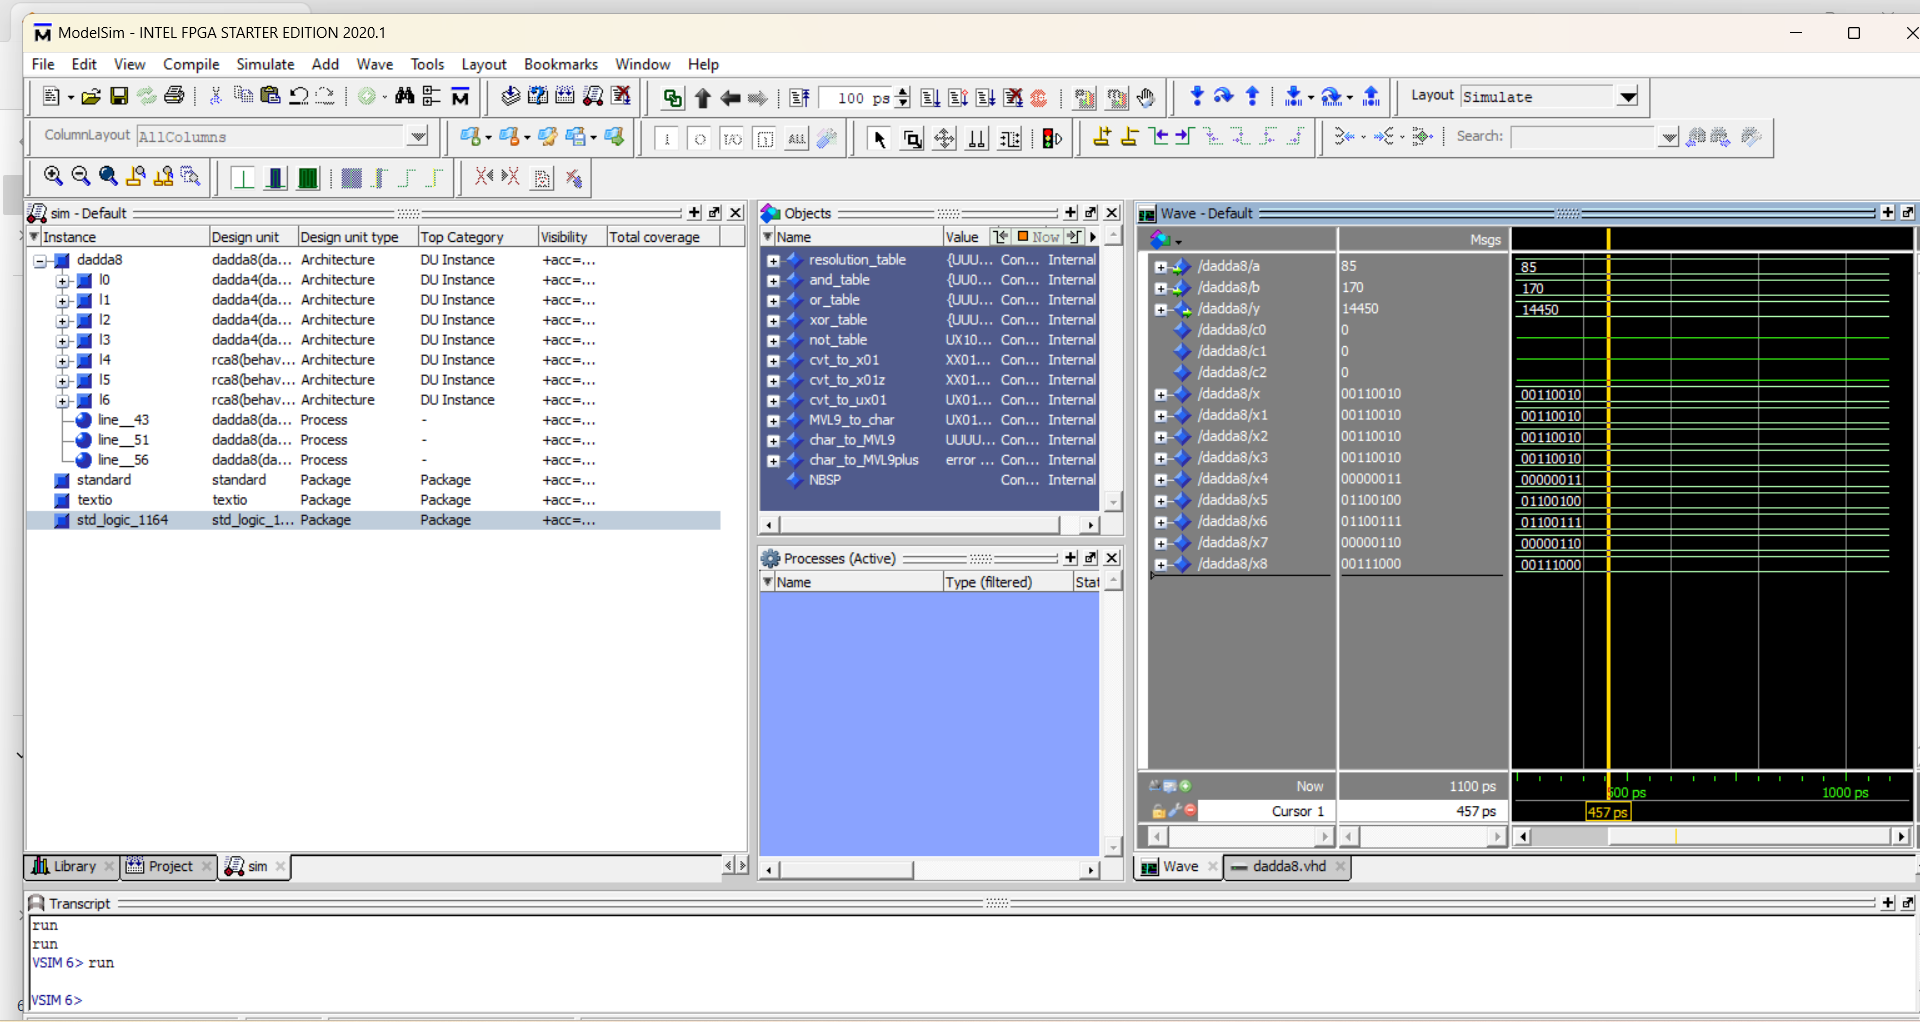 ModelSim - INTEL FPGA STARTER EDITION 2020.1
File Edit View Compile Simulate Add Wave Tools Layout Bookmarks Window Help
100 ps
Layout Simulate
ColumnLayout AllColumns
Search:
sim - Default
Instance Design unit Design unit type Top Category Visibility Total coverage
dadda8 dadda8(da... Architecture DU Instance +acc=...
l0 dadda4(da... Architecture DU Instance +acc=...
l1 dadda4(da... Architecture DU Instance +acc=...
l2 dadda4(da... Architecture DU Instance +acc=...
l3 dadda4(da... Architecture DU Instance +acc=...
l4 rca8(behav... Architecture DU Instance +acc=...
l5 rca8(behav... Architecture DU Instance +acc=...
l6 rca8(behav... Architecture DU Instance +acc=...
line__43 dadda8(da... Process - +acc=...
line__51 dadda8(da... Process - +acc=...
line__56 dadda8(da... Process - +acc=...
standard standard Package Package +acc=...
textio textio Package Package +acc=...
std_logic_1164 std_logic_1... Package Package +acc=...
Library Project sim
Objects
Name Value Now
resolution_table {UUU... Con... Internal
and_table {UU0... Con... Internal
or_table {UUU... Con... Internal
xor_table {UUU... Con... Internal
not_table UX10... Con... Internal
cvt_to_x01 XX01... Con... Internal
cvt_to_x01z XX01... Con... Internal
cvt_to_ux01 UX01... Con... Internal
MVL9_to_char UX01... Con... Internal
char_to_MVL9 UUUU... Con... Internal
char_to_MVL9plus error ... Con... Internal
NBSP Con... Internal
Processes (Active)
Name Type (filtered) Stat
Wave - Default
Msgs
/dadda8/a 85 85
/dadda8/b 170 170
/dadda8/y 14450 14450
/dadda8/c0 0
/dadda8/c1 0
/dadda8/c2 0
/dadda8/x 00110010 00110010
/dadda8/x1 00110010 00110010
/dadda8/x2 00110010 00110010
/dadda8/x3 00110010 00110010
/dadda8/x4 00000011 00000011
/dadda8/x5 01100100 01100100
/dadda8/x6 01100111 01100111
/dadda8/x7 00000110 00000110
/dadda8/x8 00111000 00111000
Now 1100 ps 500 ps 1000 ps
Cursor 1 457 ps 457 ps
Wave dadda8.vhd
Transcript
run
run
VSIM 6> run
VSIM 6>